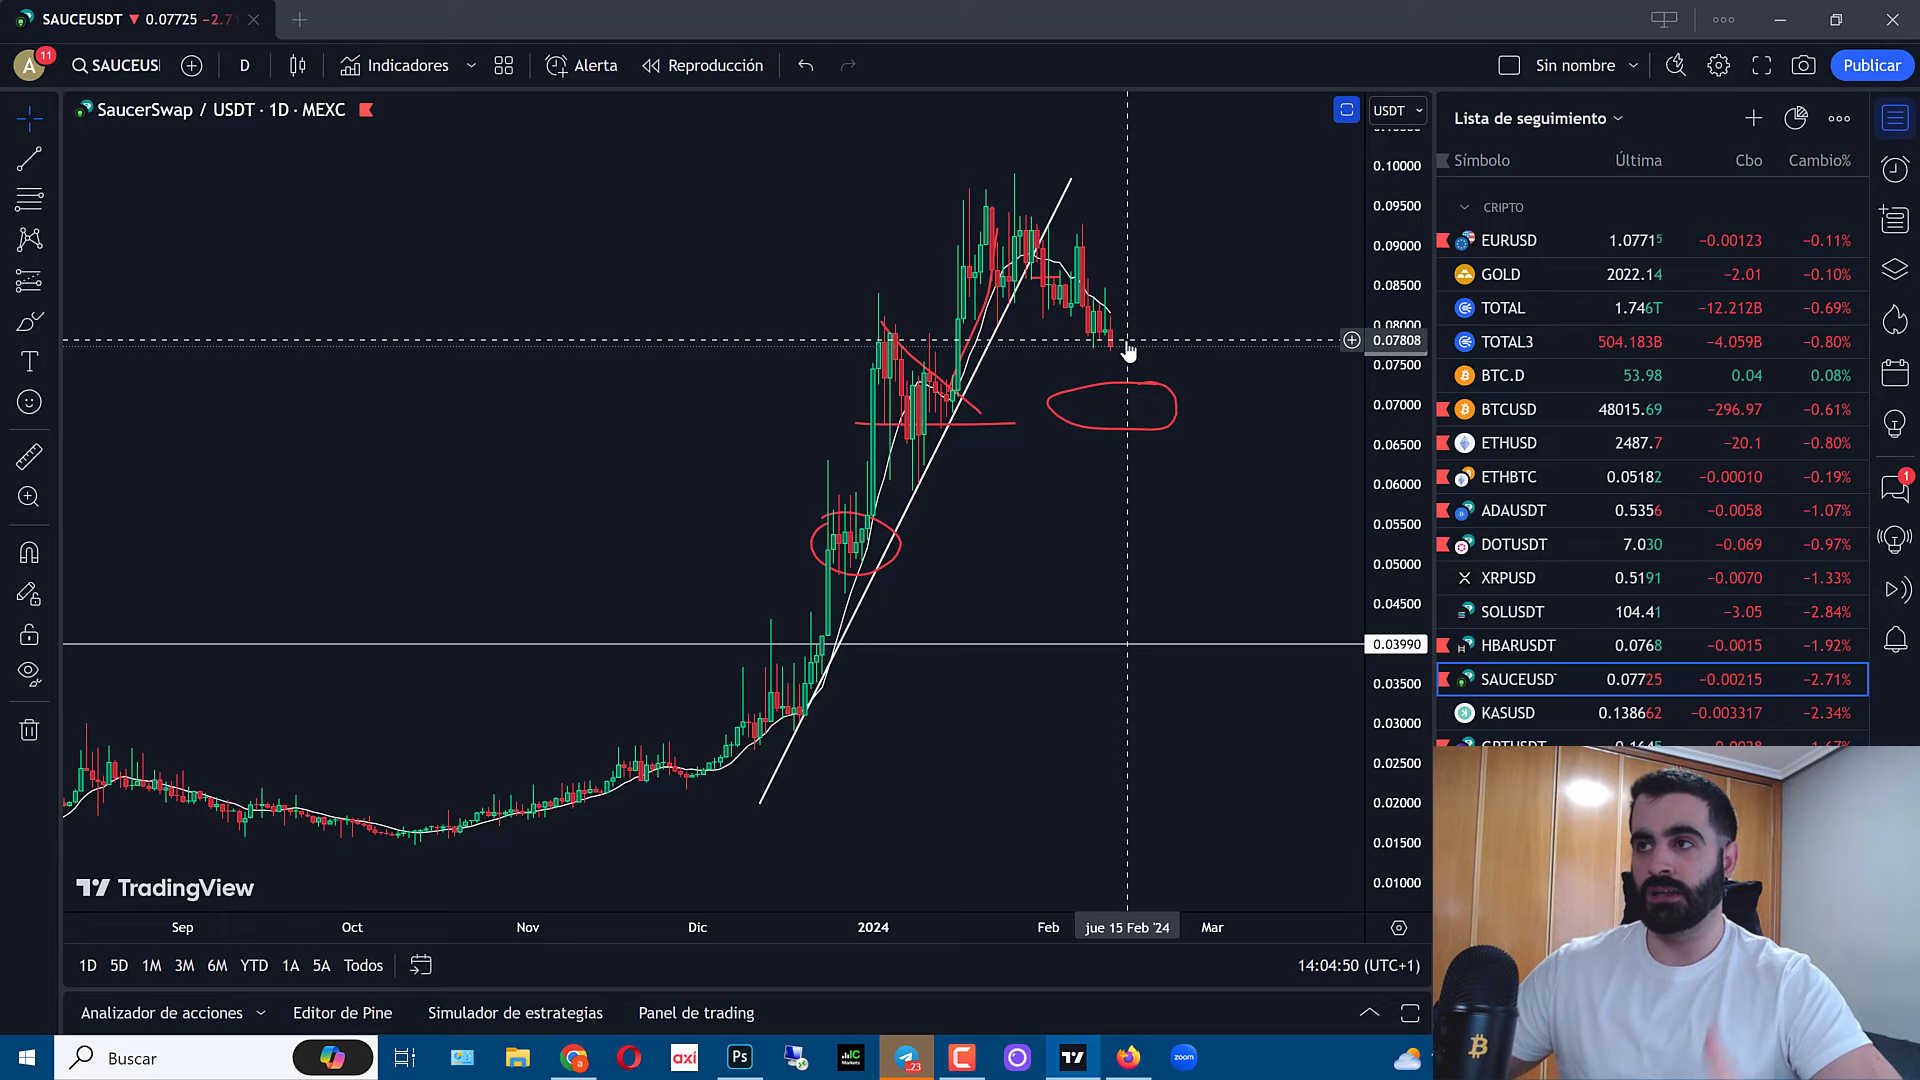 SAUCEUSDT ▼ 0.07725 −2.7
A 11 SAUCEUS D Indicadores Alerta Reproducción Sin nombre Publicar
SaucerSwap / USDT · 1D · MEXC
USDT
0.10000
0.09500
0.09000
0.08500
0.08000
0.07808
0.07500
0.07000
0.06500
0.06000
0.05500
0.05000
0.04500
0.03990
0.03500
0.03000
0.02500
0.02000
0.01500
0.01000
TradingView
Sep Oct Nov Dic 2024 Feb jue 15 Feb '24 Mar
1D 5D 1M 3M 6M YTD 1A 5A Todos 14:04:50 (UTC+1)
Analizador de acciones Editor de Pine Simulador de estrategias Panel de trading
Lista de seguimiento
Símbolo Última Cbo Cambio%
CRIPTO
EURUSD 1.07715 −0.00123 −0.11%
GOLD 2022.14 −2.01 −0.10%
TOTAL 1.746T −12.212B −0.69%
TOTAL3 504.183B −4.059B −0.80%
BTC.D 53.98 0.04 0.08%
BTCUSD 48015.69 −296.97 −0.61%
ETHUSD 2487.7 −20.1 −0.80%
ETHBTC 0.05182 −0.00010 −0.19%
ADAUSDT 0.5356 −0.0058 −1.07%
DOTUSDT 7.030 −0.069 −0.97%
XRPUSD 0.5191 −0.0070 −1.33%
SOLUSDT 104.41 −3.05 −2.84%
HBARUSDT 0.0768 −0.0015 −1.92%
SAUCEUSD 0.07725 −0.00215 −2.71%
KASUSD 0.138662 −0.003317 −2.34%
1
Buscar
axi
Ps
IC Markets
23
zoom